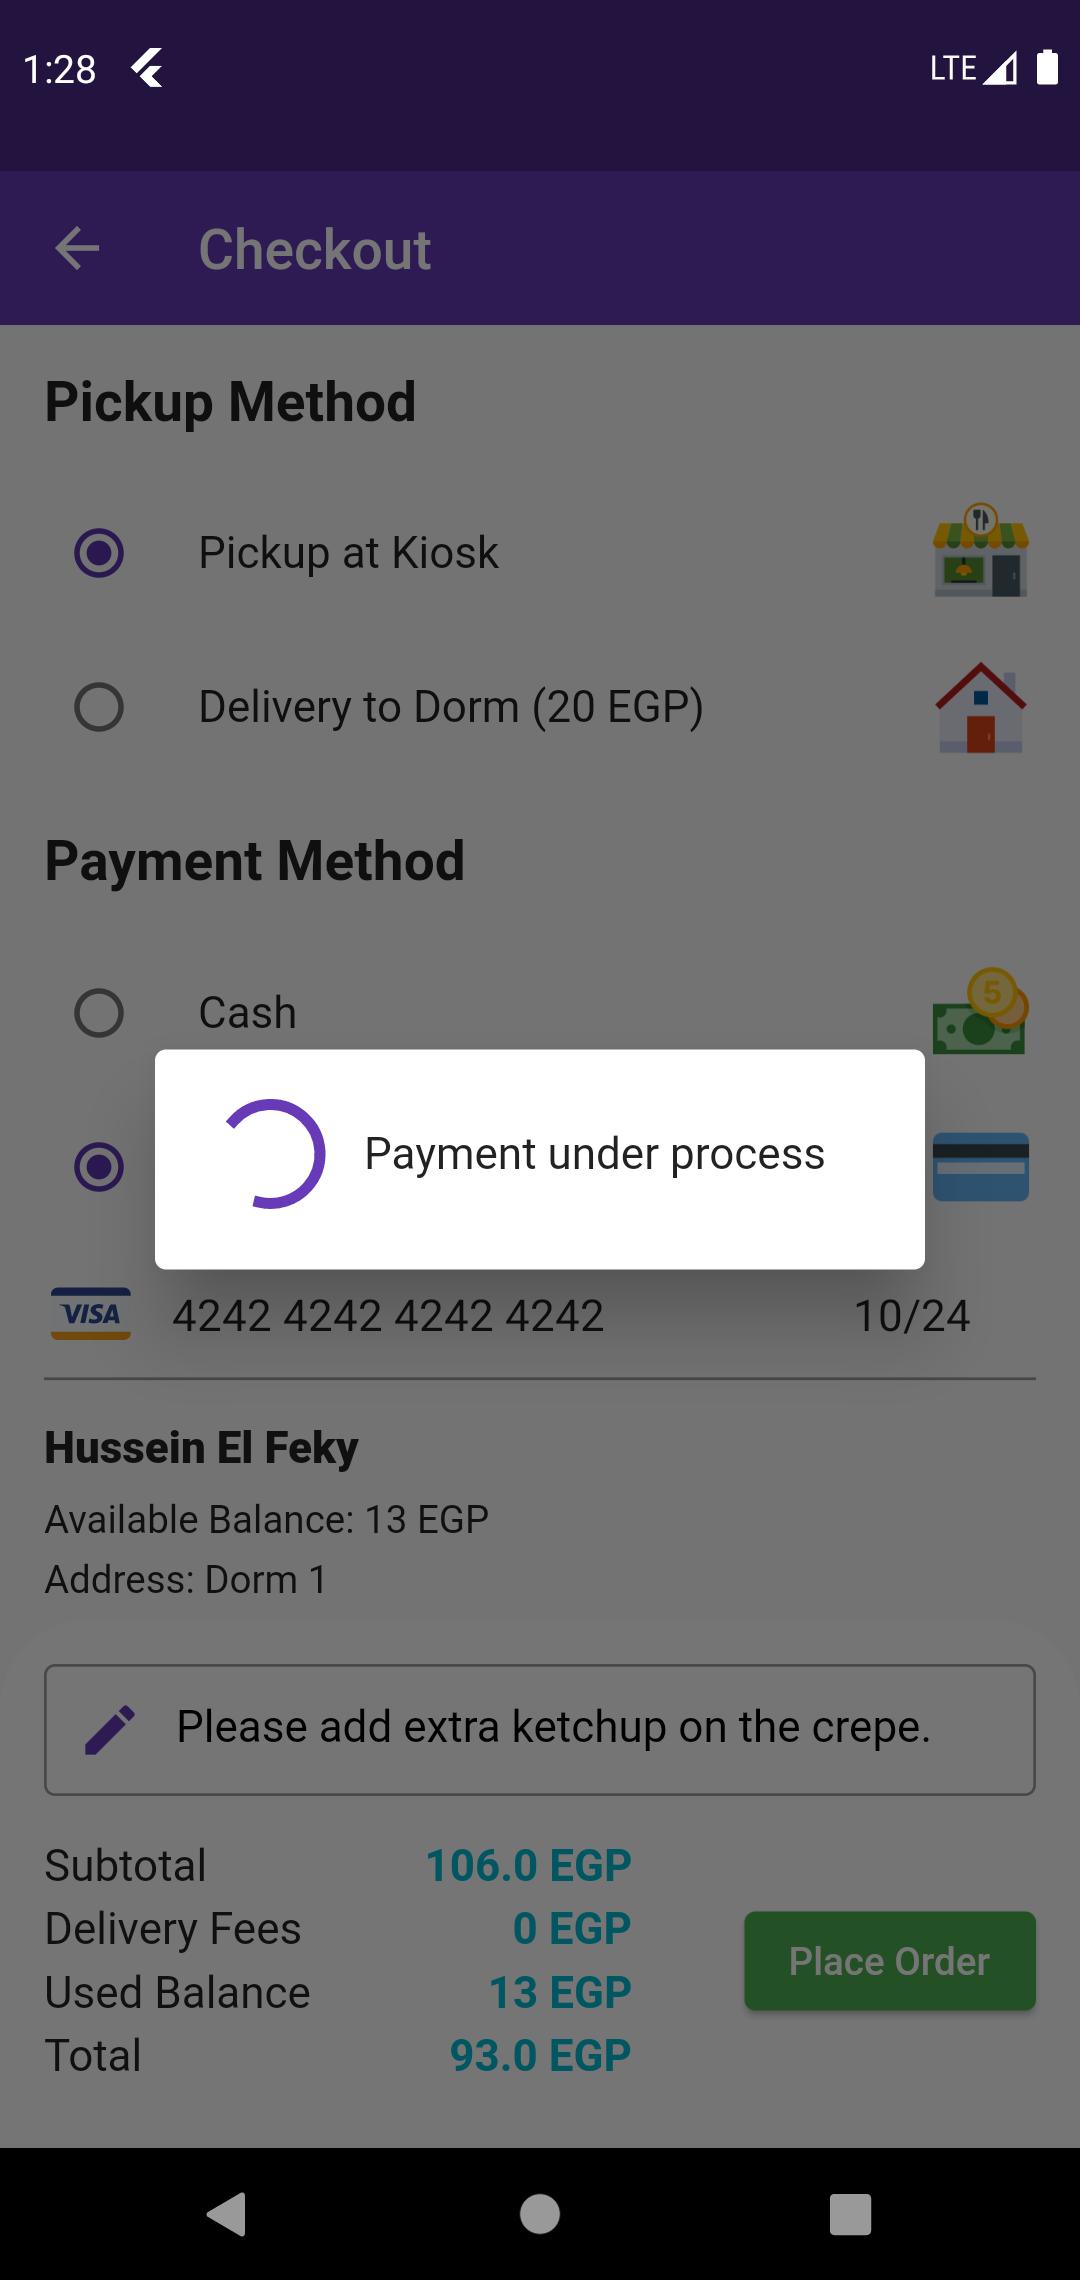 1:28 LTE
Checkout
Pickup Method
Pickup at Kiosk
Delivery to Dorm (20 EGP)
Payment Method
Cash
5
Payment under process
VISA 4242 4242 4242 4242 10/24
Hussein El Feky
Available Balance: 13 EGP
Address: Dorm 1
Please add extra ketchup on the crepe.
Subtotal 106.0 EGP
Delivery Fees 0 EGP
Used Balance 13 EGP
Total 93.0 EGP
Place Order